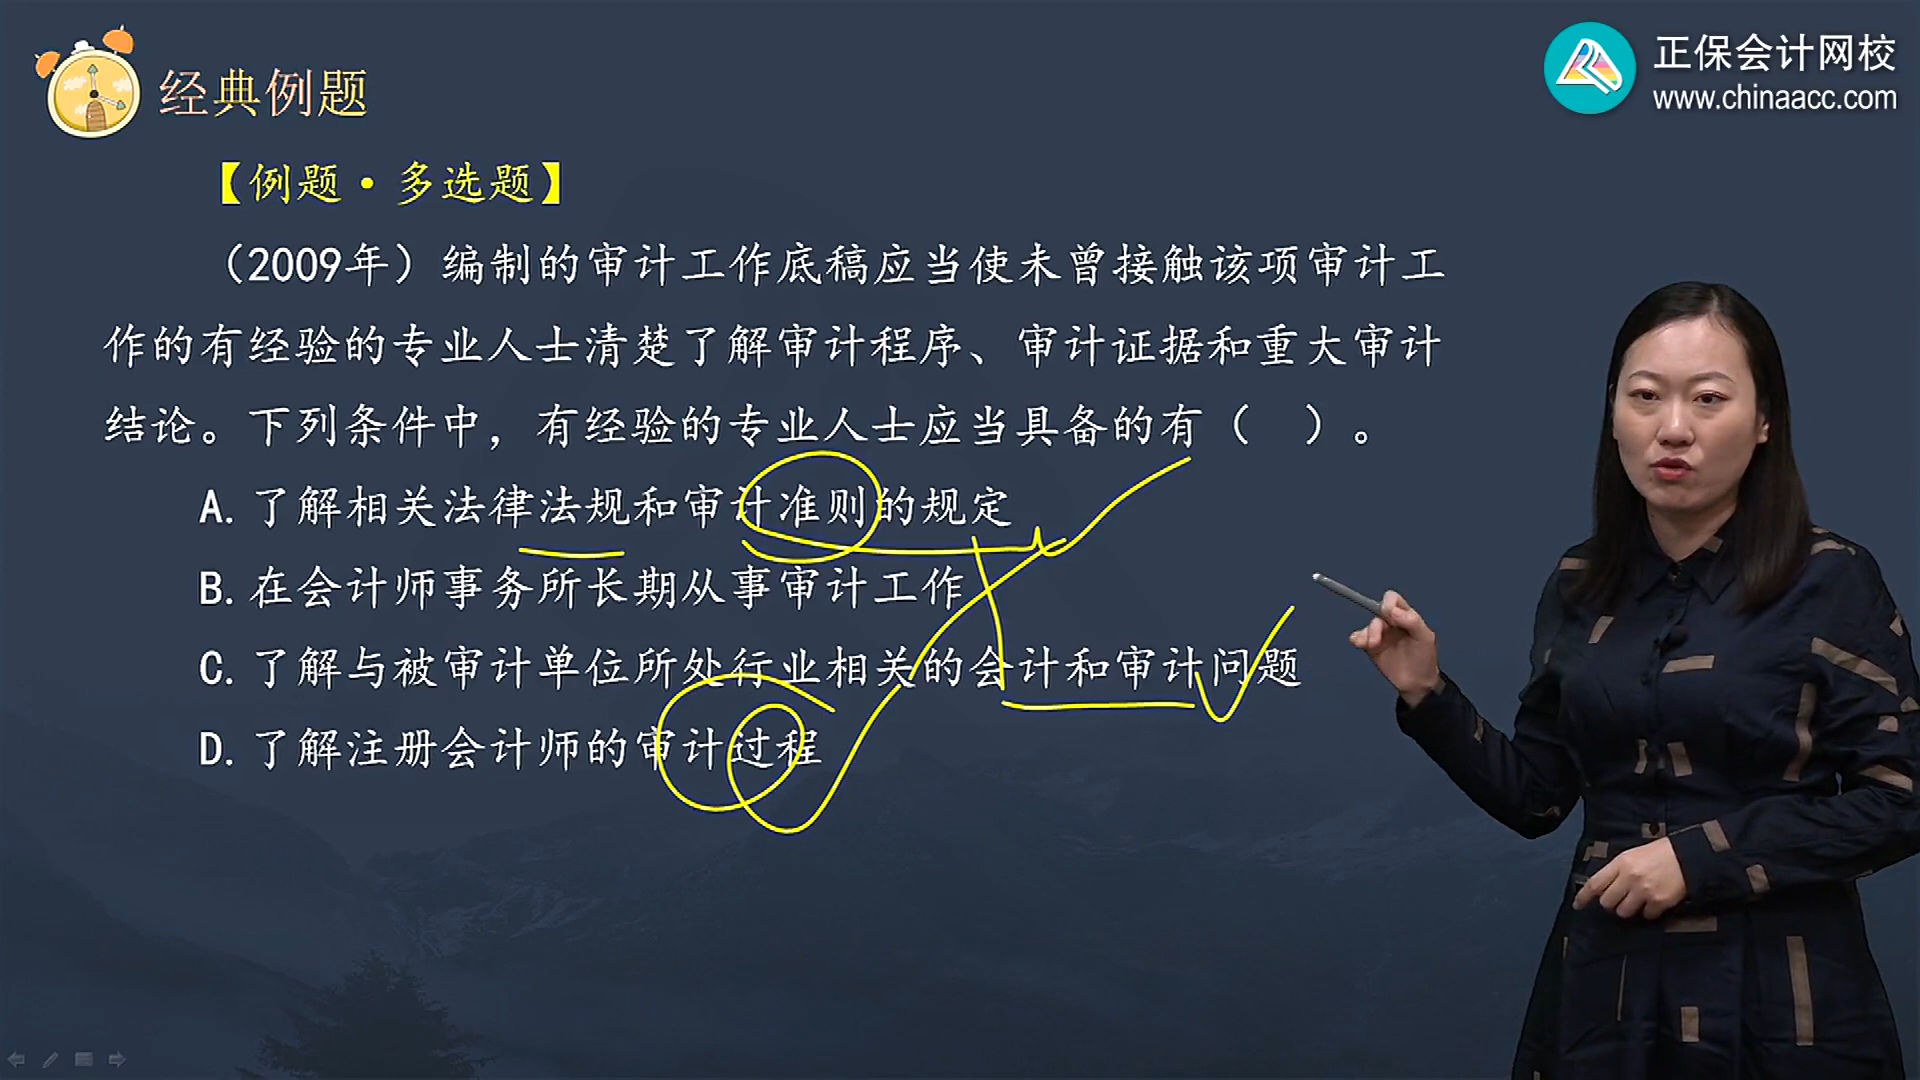 正保会计网校
www.chinaacc.com
经典例题
【例题·多选题】
（2009年）编制的审计工作底稿应当使未曾接触该项审计工
作的有经验的专业人士清楚了解审计程序、审计证据和重大审计
结论。下列条件中，有经验的专业人士应当具备的有（ ）。
A.了解相关法律法规和审计准则的规定
B.在会计师事务所长期从事审计工作
C.了解与被审计单位所处行业相关的会计和审计问题
D.了解注册会计师的审计过程